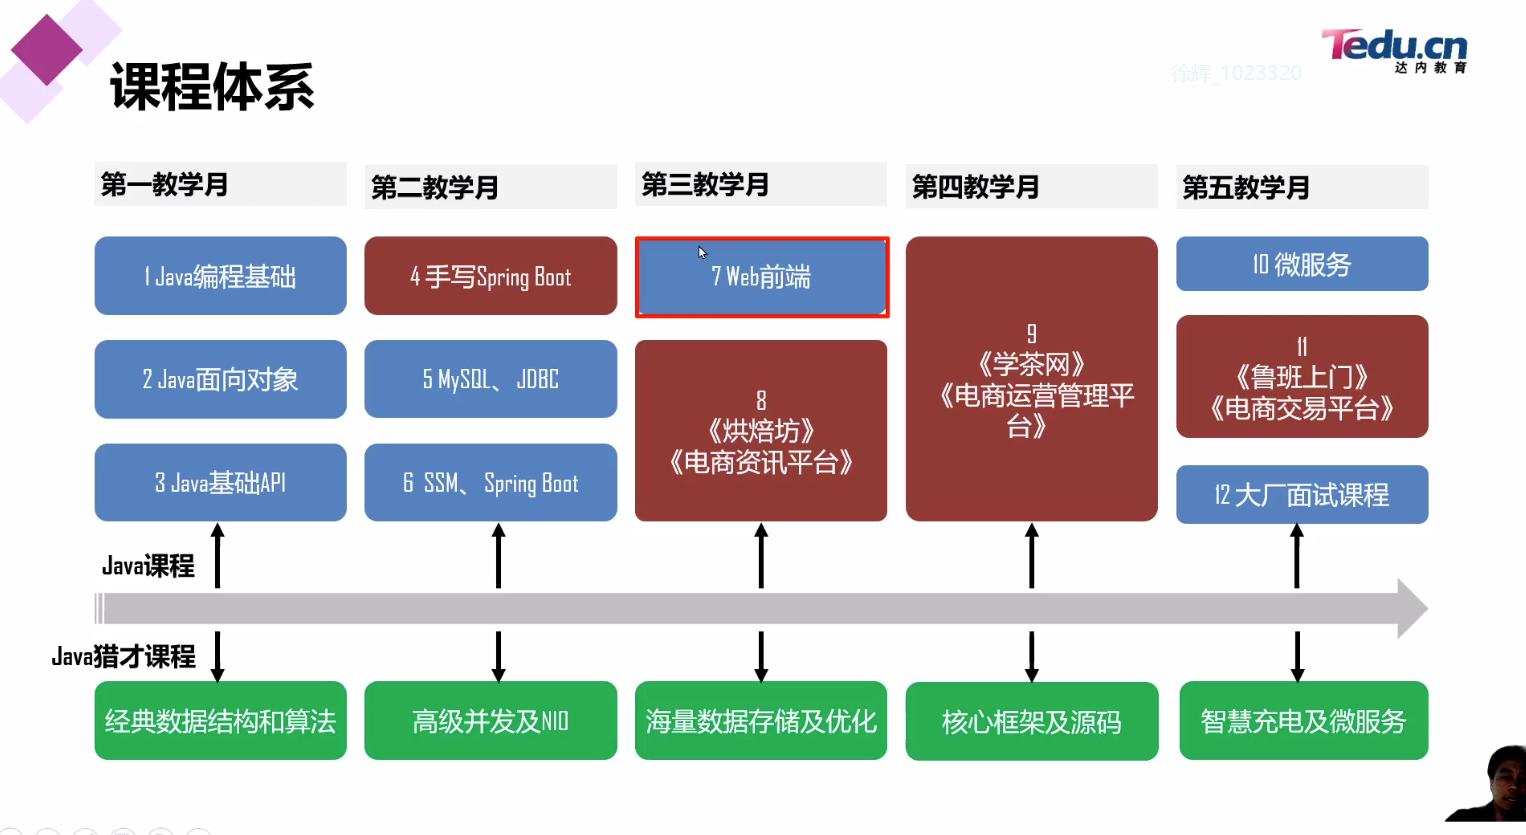 课程体系
徐辉_1023320
Tedu.cn
达内教育
第一教学月
第二教学月
第三教学月
第四教学月
第五教学月
1 Java编程基础
4 手写Spring Boot
7 Web前端
9
《学茶网》
《电商运营管理平
台》
10 微服务
2 Java面向对象
5 MySQL、JDBC
8
《烘焙坊》
《电商资讯平台》
11
《鲁班上门》
《电商交易平台》
3 Java基础API
6 SSM、Spring Boot
12 大厂面试课程
Java课程
Java猎才课程
经典数据结构和算法
高级并发及NIO
海量数据存储及优化
核心框架及源码
智慧充电及微服务